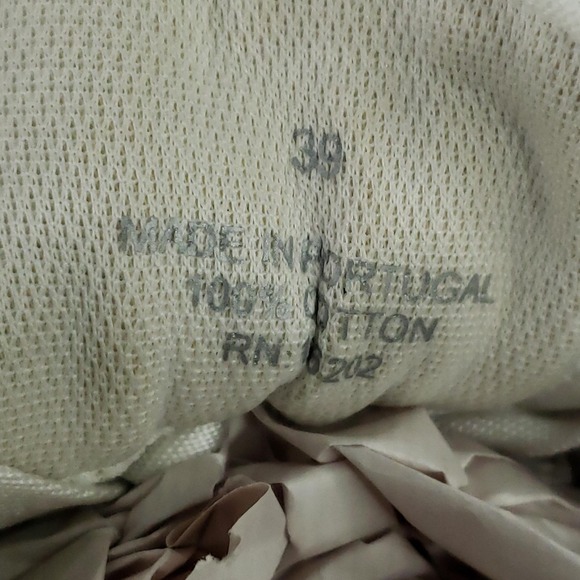 39
MADE IN PORTUGAL
100% COTTON
RN: